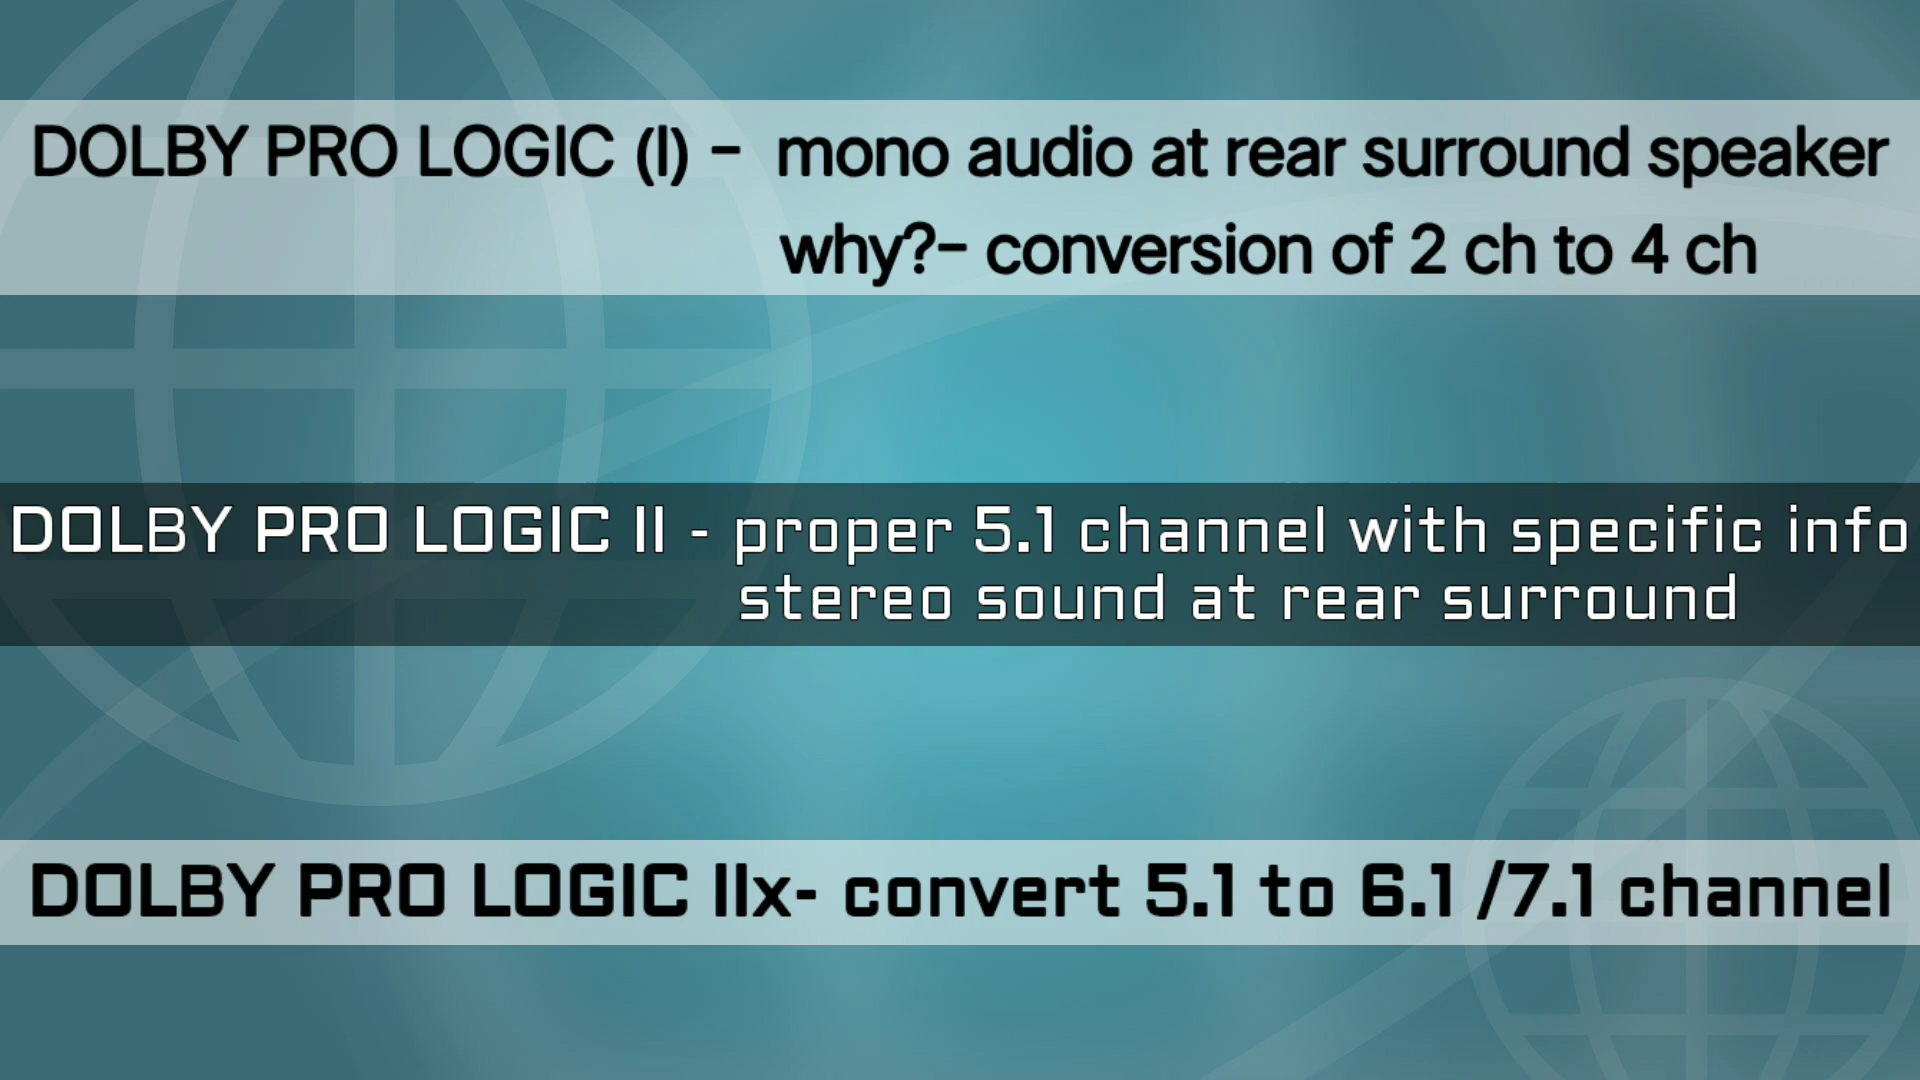 DOLBY PRO LOGIC (I) - mono audio at rear surround speaker
why?- conversion of 2 ch to 4 ch
DOLBY PRO LOGIC II - proper 5.1 channel with specific info
stereo sound at rear surround
DOLBY PRO LOGIC IIx- convert 5.1 to 6.1 /7.1 channel